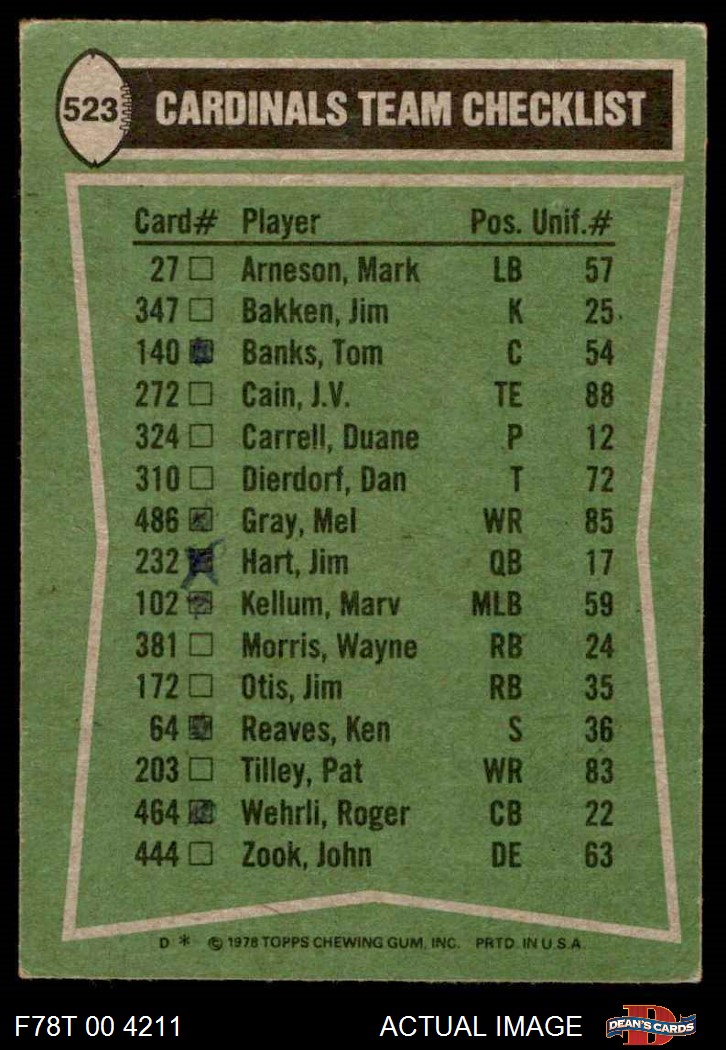 523 CARDINALS TEAM CHECKLIST
Card# Player Pos. Unif.#
27 Arneson, Mark LB 57
347 Bakken, Jim K 25
140 Banks, Tom C 54
272 Cain, J.V. TE 88
324 Carrell, Duane P 12
310 Dierdorf, Dan T 72
486 Gray, Mel WR 85
232 Hart, Jim QB 17
102 Kellum, Marv MLB 59
381 Morris, Wayne RB 24
172 Otis, Jim RB 35
64 Reaves, Ken S 36
203 Tilley, Pat WR 83
464 Wehrli, Roger CB 22
444 Zook, John DE 63
D * © 1978 TOPPS CHEWING GUM, INC. PRTD. IN U.S.A.
F78T 00 4211 ACTUAL IMAGE D DEAN'S CARDS